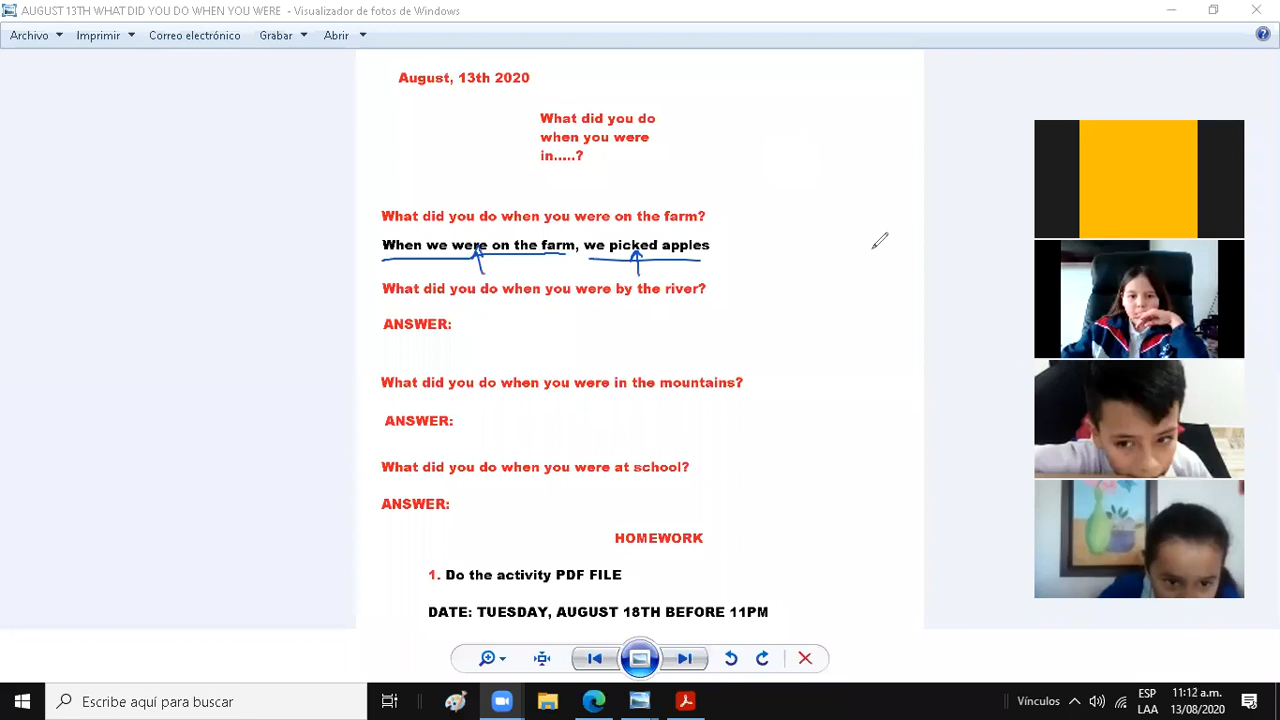 AUGUST 13TH WHAT DID YOU DO WHEN YOU WERE - Visualizador de fotos de Windows
Archivo Imprimir Correo electrónico Grabar Abrir
August, 13th 2020
What did you do
when you were
in.....?
What did you do when you were on the farm?
When we were on the farm, we picked apples
What did you do when you were by the river?
ANSWER:
What did you do when you were in the mountains?
ANSWER:
What did you do when you were at school?
ANSWER:
HOMEWORK
1. Do the activity PDF FILE
DATE: TUESDAY, AUGUST 18TH BEFORE 11PM
Escribe aquí para buscar
Vínculos
ESP
LAA
11:12 a.m.
13/08/2020